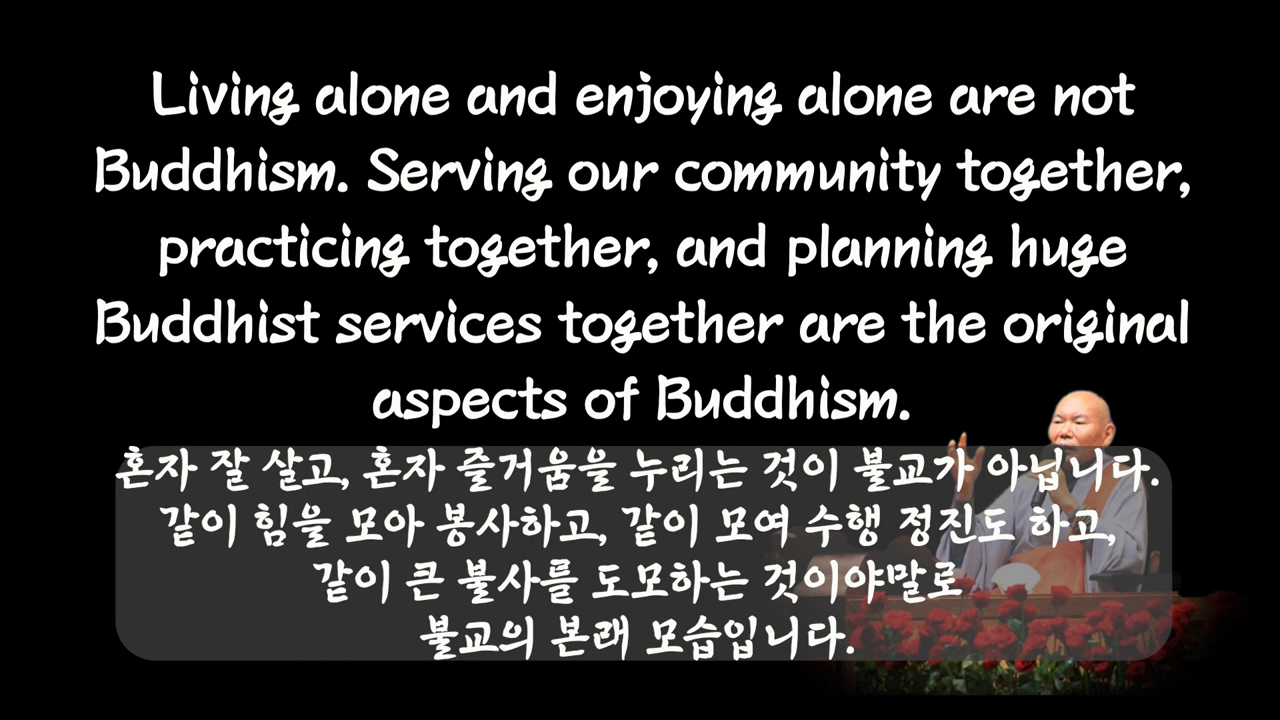 Living alone and enjoying alone are not
Buddhism. Serving our community together,
practicing together, and planning huge
Buddhist services together are the original
aspects of Buddhism.
혼자 잘 살고, 혼자 즐거움을 누리는 것이 불교가 아닙니다.
같이 힘을 모아 봉사하고, 같이 모여 수행 정진도 하고,
같이 큰 불사를 도모하는 것이야말로
불교의 본래 모습입니다.